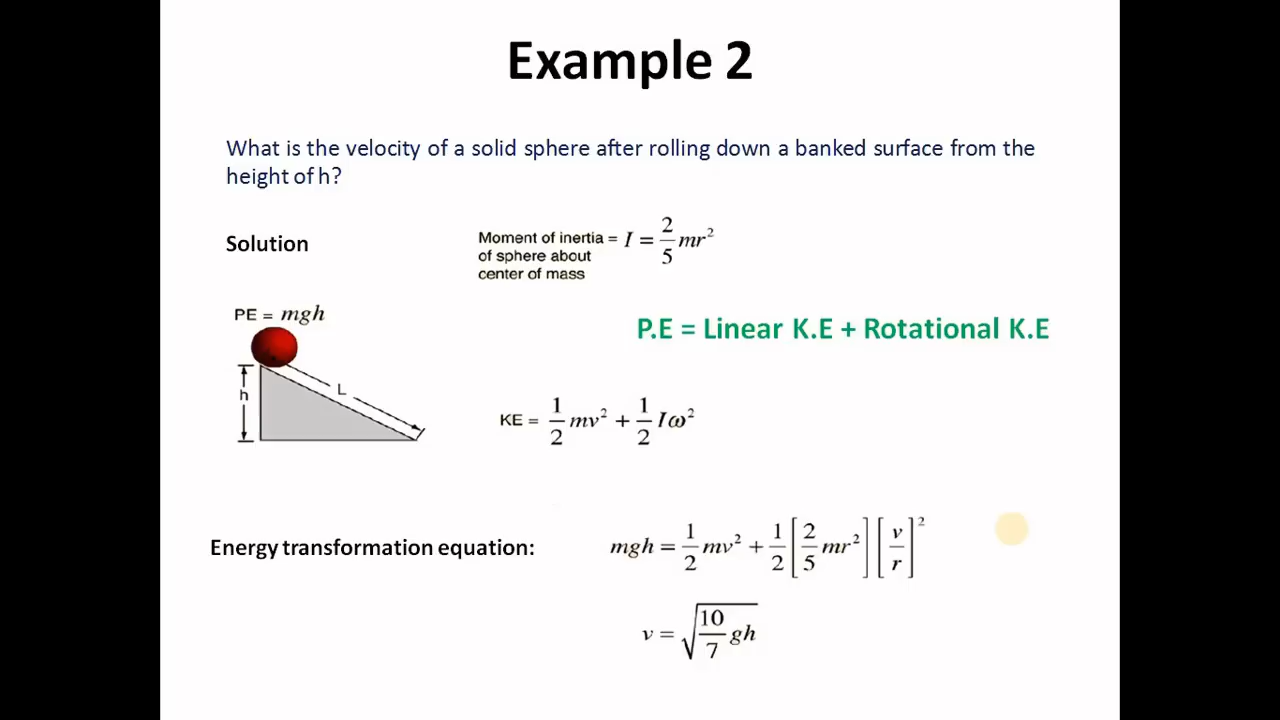 Example 2
What is the velocity of a solid sphere after rolling down a banked surface from the
height of h?
Solution
Moment of inertia = I = 2/5 mr²
of sphere about
center of mass
PE = mgh
P.E = Linear K.E + Rotational K.E
h
L
KE = 1/2 mv² + 1/2 Iω²
Energy transformation equation: mgh = 1/2 mv² + 1/2 [2/5 mr²] [v/r]²
v = √(10/7 gh)